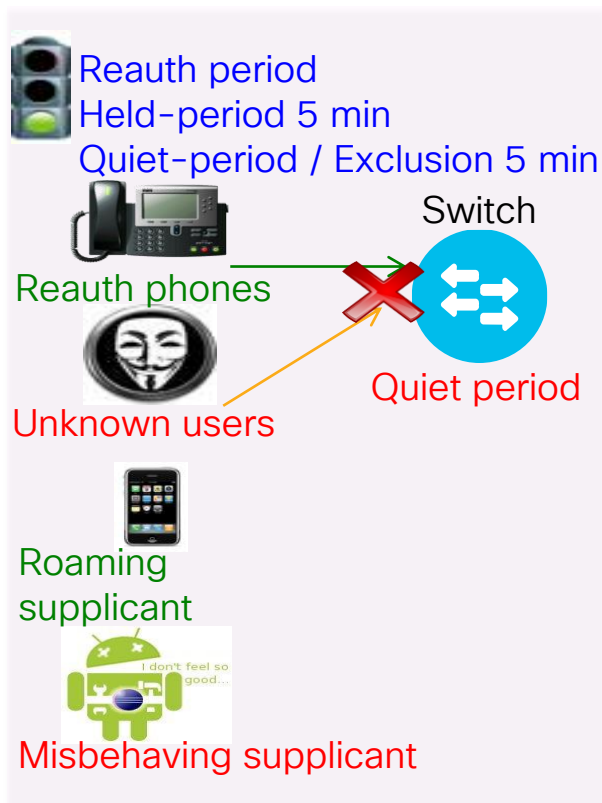 Reauth period
Held-period 5 min
Quiet-period / Exclusion 5 min
Switch
Reauth phones
Quiet period
Unknown users
Roaming
supplicant
I don't feel so
good...
Misbehaving supplicant